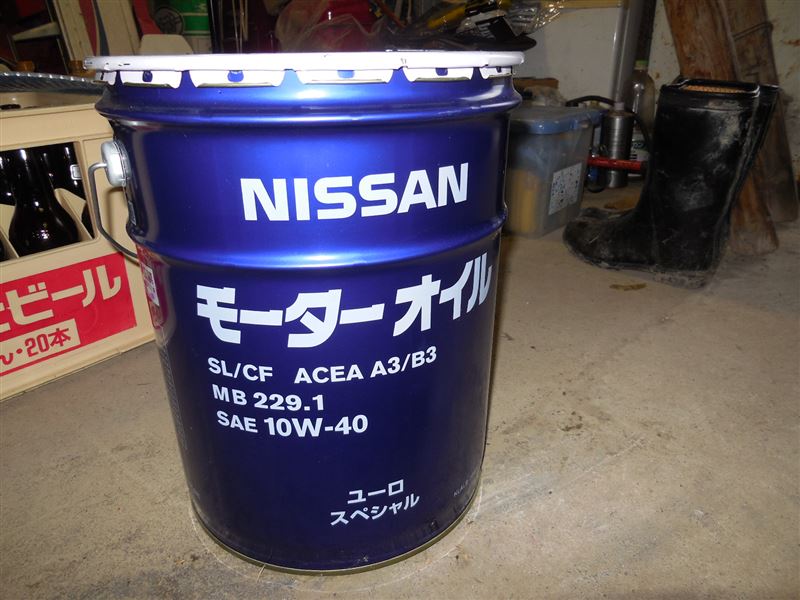 NISSAN
モーターオイル
SL/CF ACEA A3/B3
MB 229.1
SAE 10W-40
ユーロ
スペシャル
ビール
ん・20本